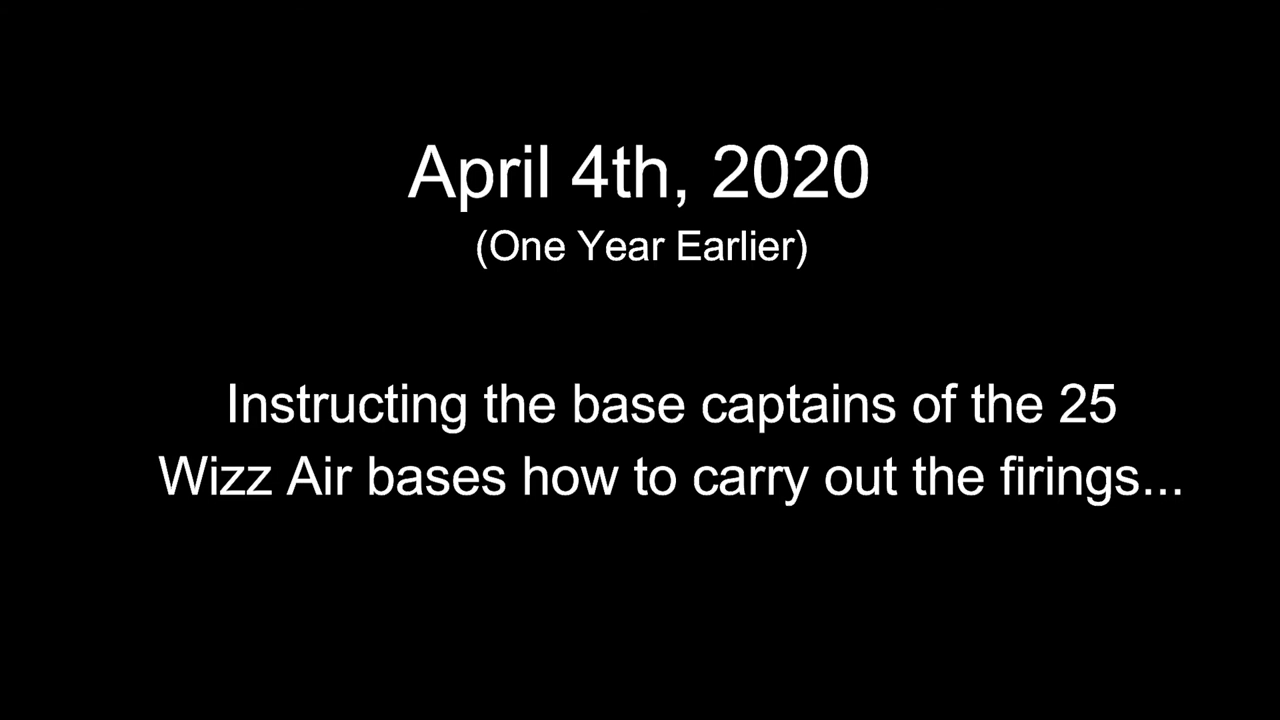 April 4th, 2020
(One Year Earlier)
Instructing the base captains of the 25
Wizz Air bases how to carry out the firings...